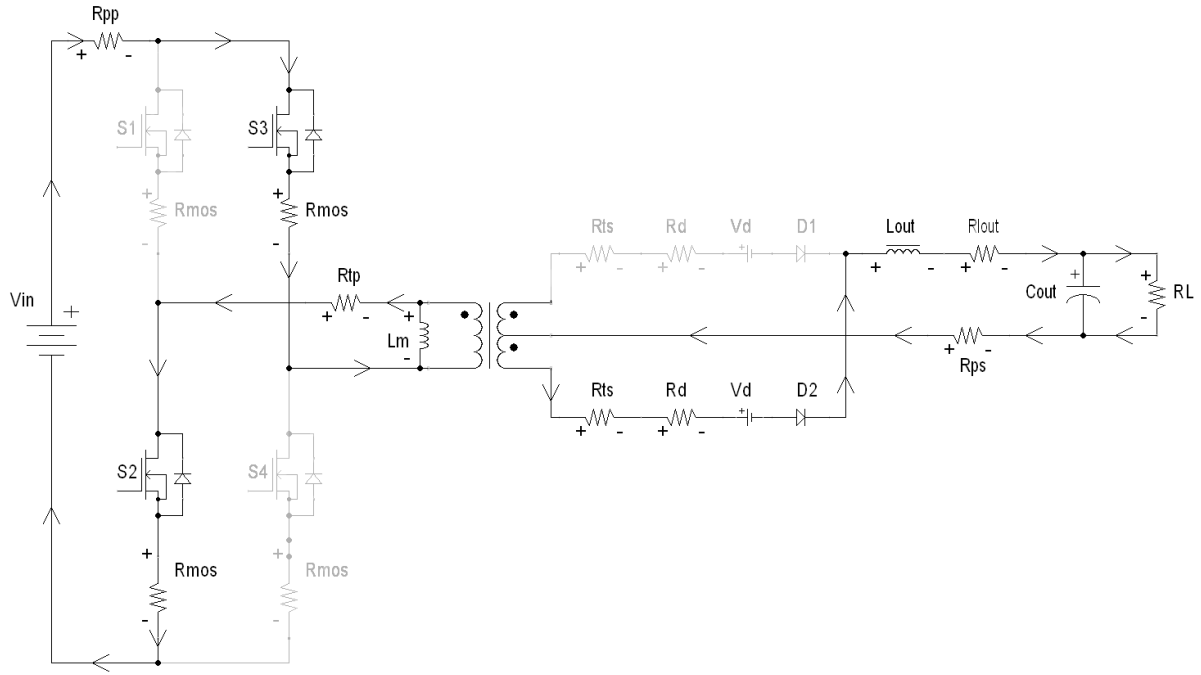 Rpp
S1
S3
Rmos
Rmos
Rts
Rd
Vd
D1
Lout
Rlout
Rtp
Vin
Lm
Cout
RL
Rps
Rts
Rd
Vd
D2
S2
S4
Rmos
Rmos